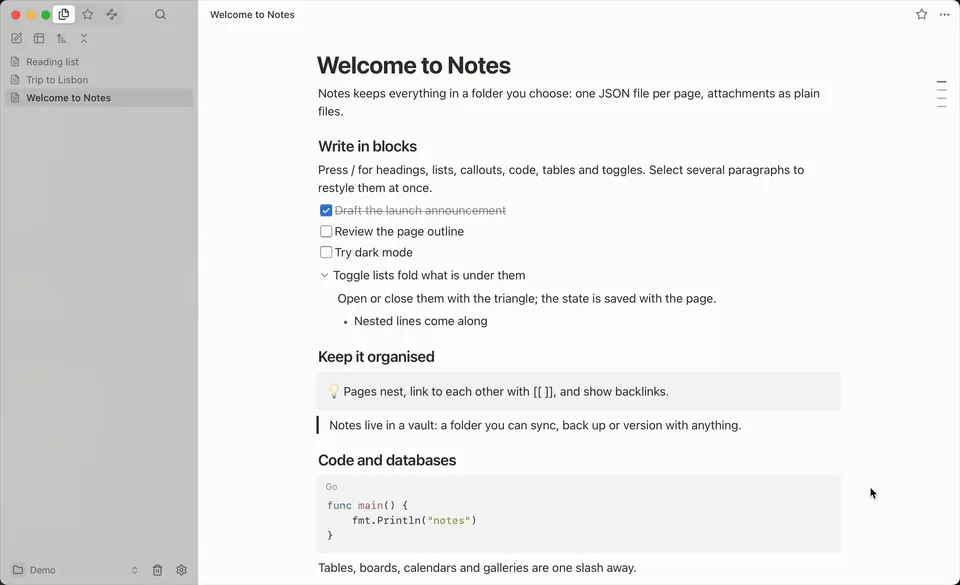 Welcome to Notes
Reading list
Trip to Lisbon
Welcome to Notes
Demo
Welcome to Notes
Notes keeps everything in a folder you choose: one JSON file per page, attachments as plain
files.
Write in blocks
Press / for headings, lists, callouts, code, tables and toggles. Select several paragraphs to
restyle them at once.
Draft the launch announcement
Review the page outline
Try dark mode
Toggle lists fold what is under them
Open or close them with the triangle; the state is saved with the page.
Nested lines come along
Keep it organised
💡 Pages nest, link to each other with [[ ]], and show backlinks.
Notes live in a vault: a folder you can sync, back up or version with anything.
Code and databases
Go
func main() {
    fmt.Println("notes")
}
Tables, boards, calendars and galleries are one slash away.